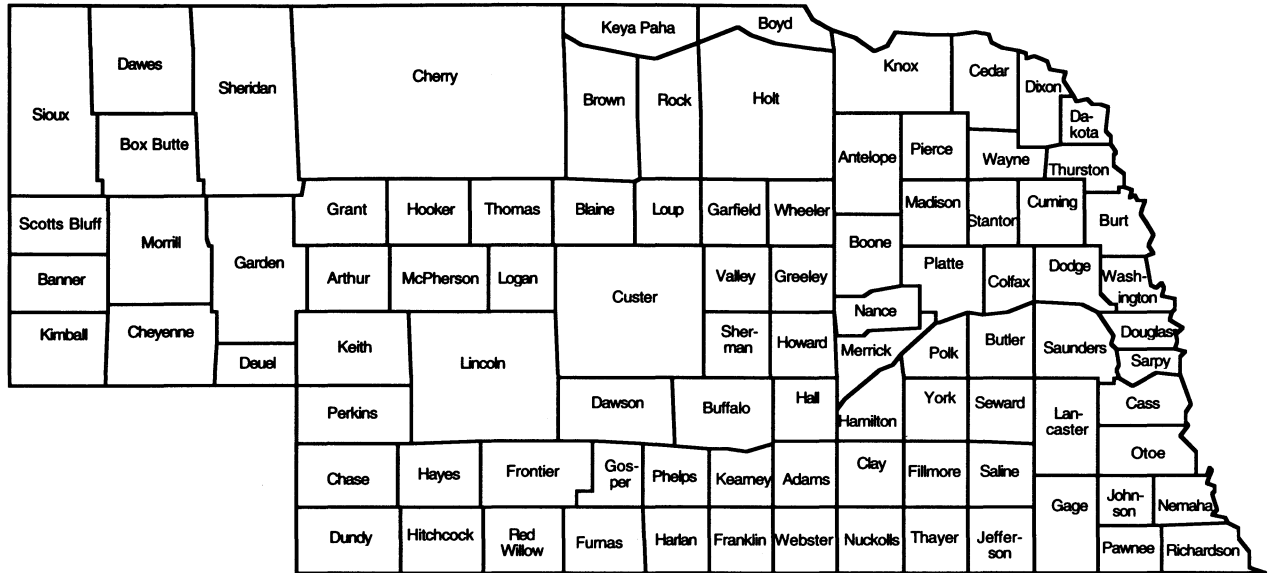 Keya Paha
Boyd
Dawes
Sheridan
Cherry
Knox
Cedar
Dixon
Sioux
Brown
Rock
Holt
Da-
kota
Box Butte
Antelope
Pierce
Wayne
Thurston
Scotts Bluff
Grant
Hooker
Thomas
Blaine
Loup
Garfield
Wheeler
Madison
Stanton
Cuming
Burt
Morrill
Garden
Boone
Banner
Arthur
McPherson
Logan
Custer
Valley
Greeley
Platte
Colfax
Dodge
Wash-
ington
Kimball
Cheyenne
Deuel
Keith
Lincoln
Sher-
man
Howard
Nance
Merrick
Polk
Butler
Saunders
Douglas
Sarpy
Perkins
Dawson
Buffalo
Hall
Hamilton
York
Seward
Lan-
caster
Cass
Otoe
Chase
Hayes
Frontier
Gos-
per
Phelps
Kearney
Adams
Clay
Fillmore
Saline
Gage
John-
son
Nemaha
Dundy
Hitchcock
Red
Willow
Furnas
Harlan
Franklin
Webster
Nuckolls
Thayer
Jeffer-
son
Pawnee
Richardson